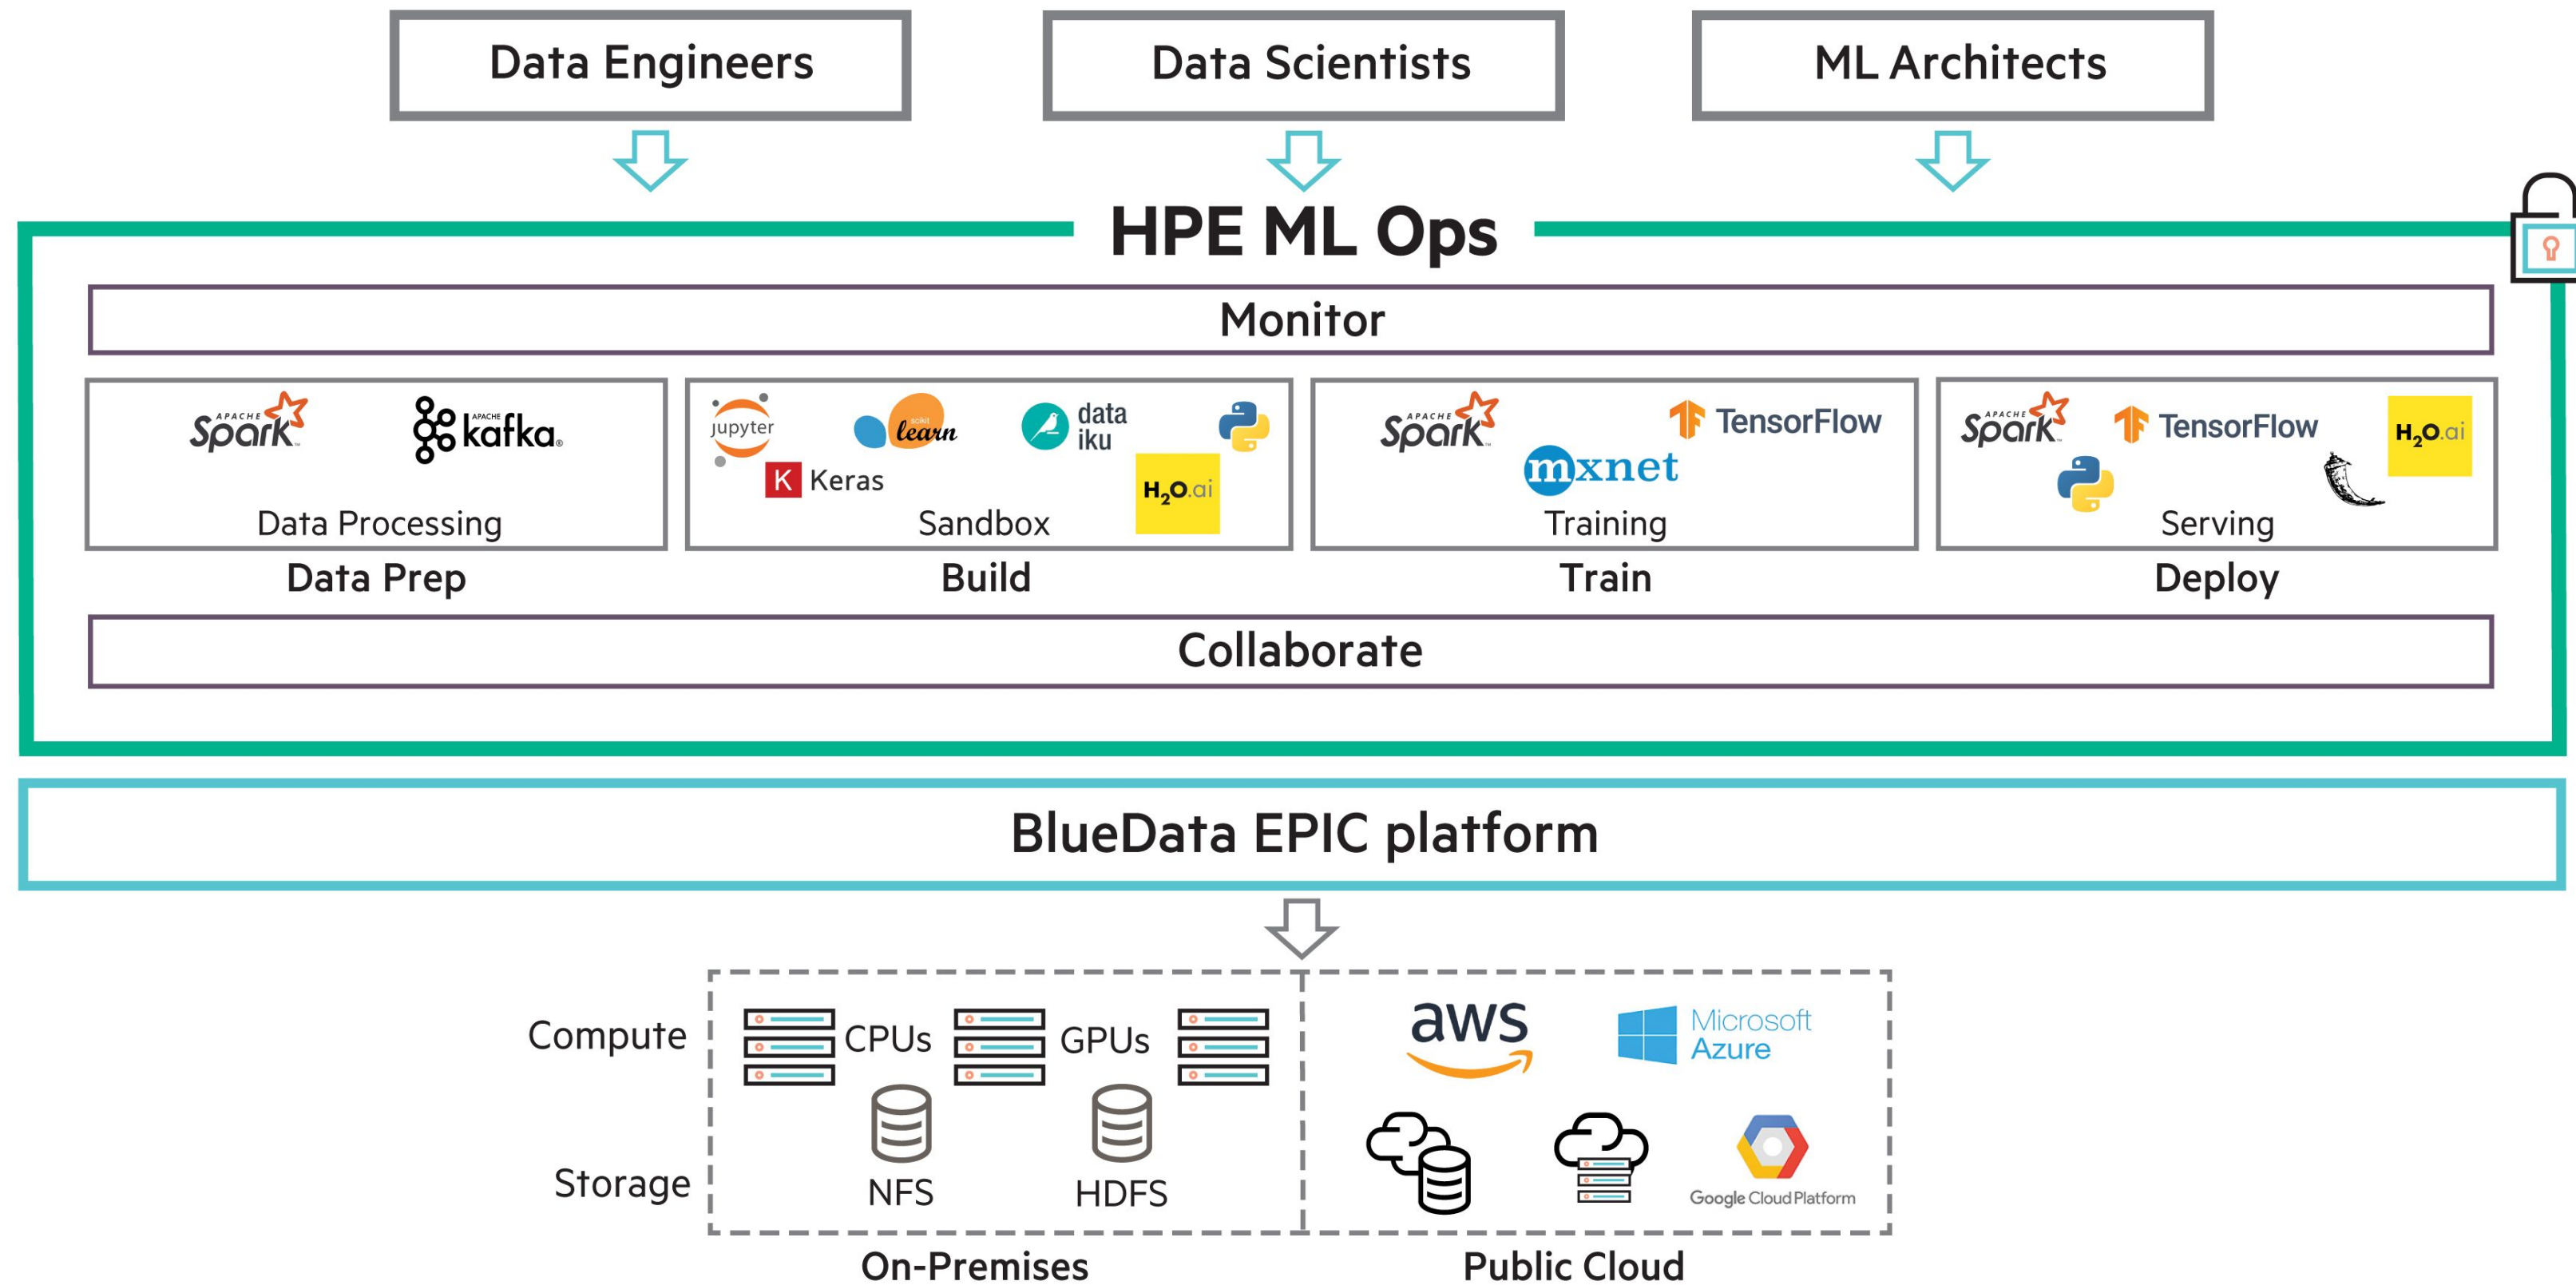 Data Engineers
Data Scientists
ML Architects
HPE ML Ops
Monitor
APACHE
Spark™
APACHE
kafka®
Data Processing
Data Prep
jupyter
scikit
learn
data
iku
K Keras
H2O.ai
Sandbox
Build
APACHE
Spark™
TensorFlow
mxnet
Training
Train
APACHE
Spark™
TensorFlow
H2O.ai
Serving
Deploy
Collaborate
BlueData EPIC platform
Compute
CPUs
GPUs
Storage
NFS
HDFS
On-Premises
aws
Microsoft
Azure
Google Cloud Platform
Public Cloud